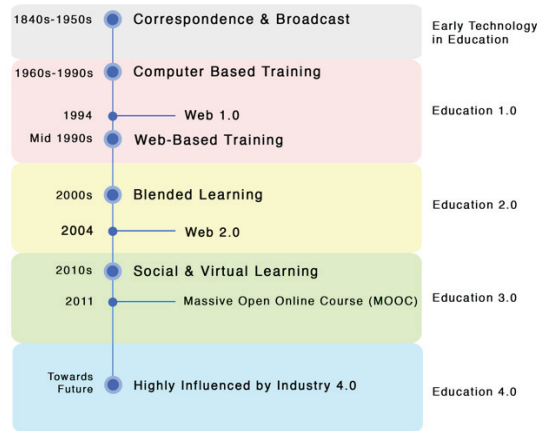 1840s-1950s Correspondence & Broadcast
Early Technology
in Education
1960s-1990s Computer Based Training
Education 1.0
1994 Web 1.0
Mid 1990s Web-Based Training
2000s Blended Learning
Education 2.0
2004 Web 2.0
2010s Social & Virtual Learning
Education 3.0
2011 Massive Open Online Course (MOOC)
Towards
Future
Highly Influenced by Industry 4.0
Education 4.0